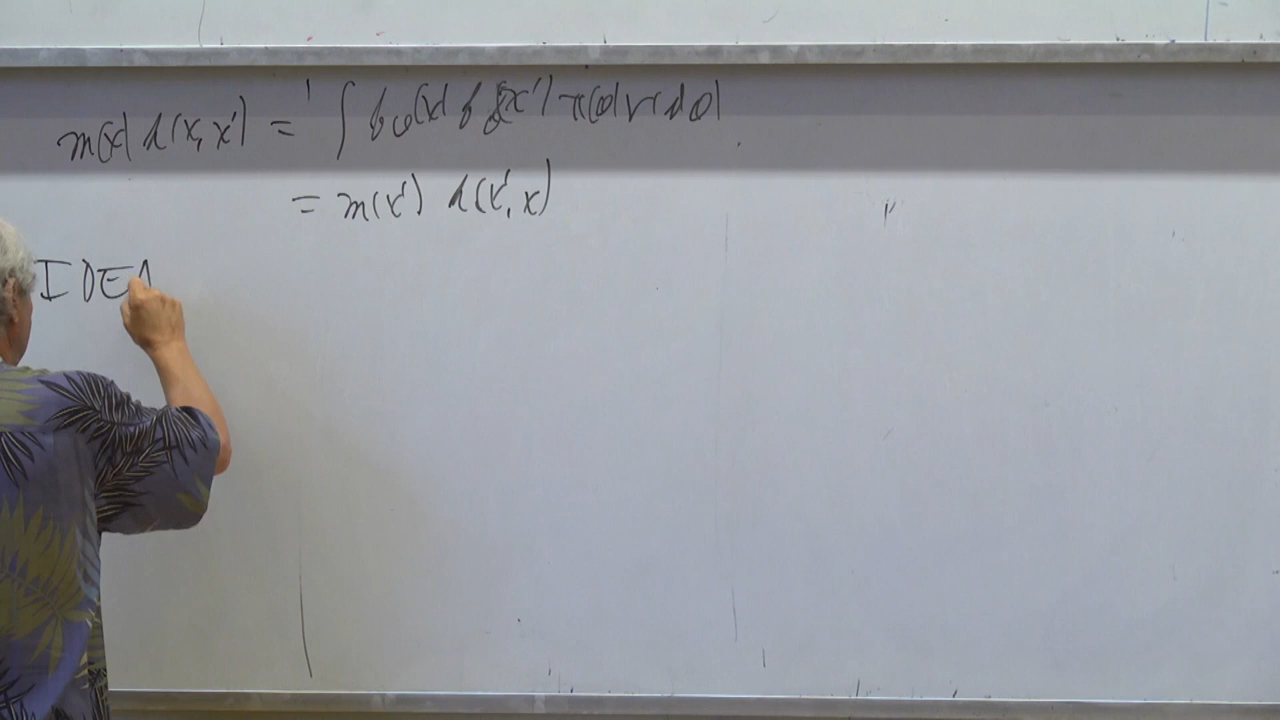 m(x) k(x, x') = ∫ f_θ(x) f_θ(x') π(θ) ν(dθ)
= m(x') k(x', x)
IDEA